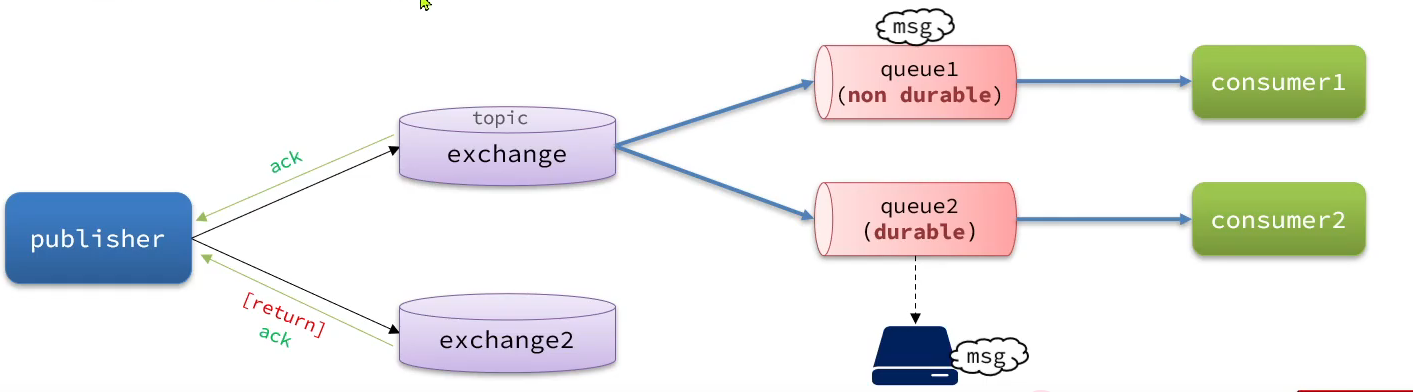 msg
queue1
(non durable)
consumer1
topic
exchange
ack
publisher
queue2
(durable)
consumer2
[return]
ack
exchange2
msg